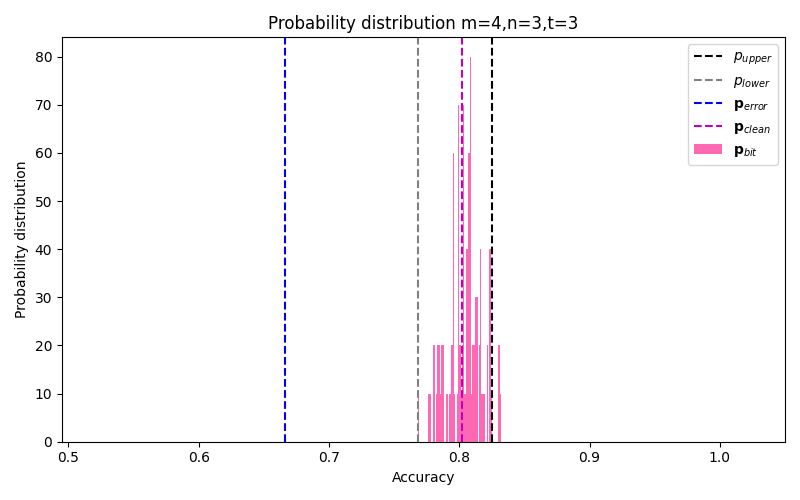 Probability distribution m=4,n=3,t=3
Probability distribution
80
70
60
50
40
30
20
10
0
0.5 0.6 0.7 0.8 0.9 1.0
Accuracy
p_upper
p_lower
p_error
p_clean
p_bit